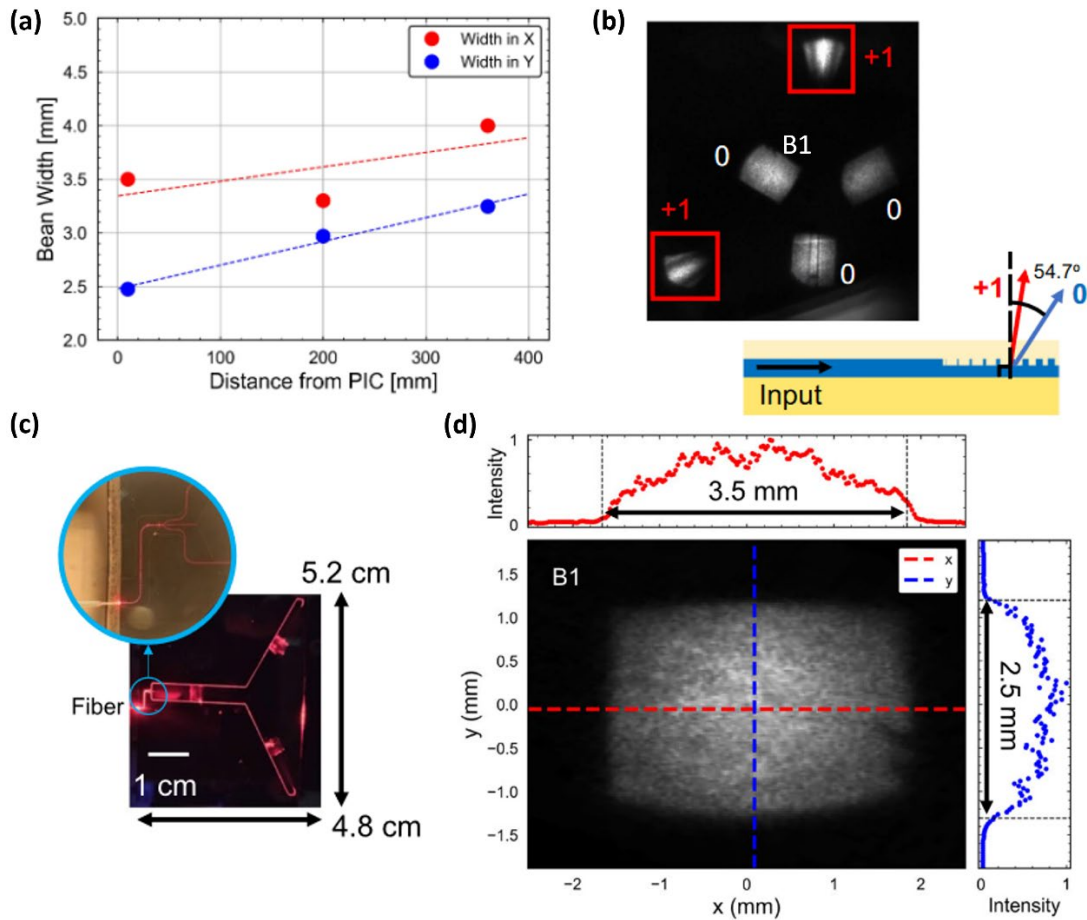 (a)
5.0
4.5
4.0
3.5
3.0
2.5
2.0
Bean Width [mm]
Width in X
Width in Y
0
100
200
300
400
Distance from PIC [mm]
(b)
+1
B1
0
0
+1
0
+1
54.7º
0
Input
(c)
5.2 cm
Fiber
1 cm
4.8 cm
(d)
Intensity
1
0
3.5 mm
B1
x
y
1.5
1.0
0.5
0.0
−0.5
−1.0
−1.5
y (mm)
−2
−1
0
1
2
x (mm)
2.5 mm
0
1
Intensity